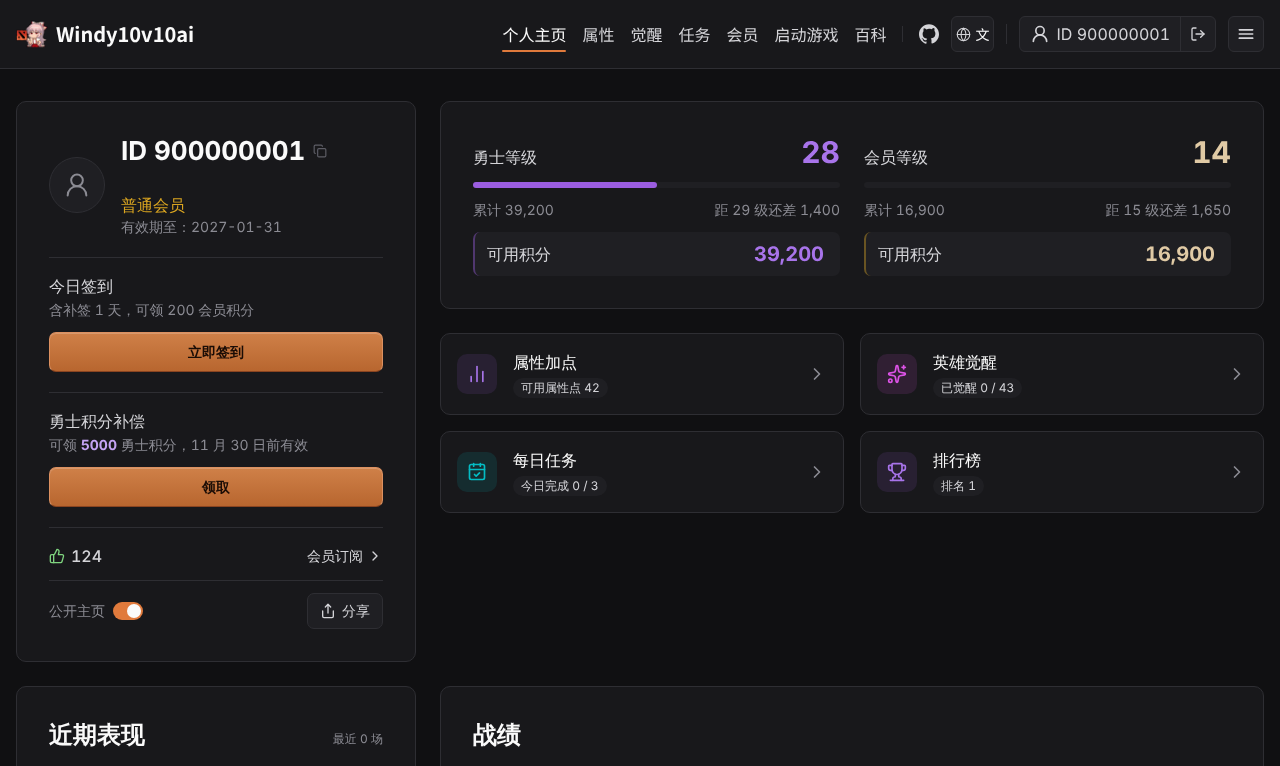 Windy10v10ai
个人主页 属性 觉醒 任务 会员 启动游戏 百科 文 ID 900000001
ID 900000001
普通会员
有效期至：2027-01-31
今日签到
含补签 1 天，可领 200 会员积分
立即签到
勇士积分补偿
可领 5000 勇士积分，11 月 30 日前有效
领取
124 会员订阅
公开主页 分享
勇士等级 28
累计 39,200 距 29 级还差 1,400
可用积分 39,200
会员等级 14
累计 16,900 距 15 级还差 1,650
可用积分 16,900
属性加点
可用属性点 42
英雄觉醒
已觉醒 0 / 43
每日任务
今日完成 0 / 3
排行榜
排名 1
近期表现 最近 0 场
战绩